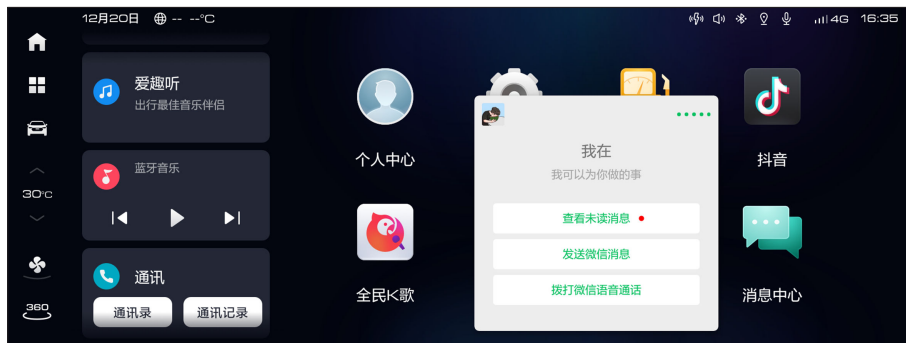 12月20日 -- --°C
4G 16:35
30°C
360
爱趣听
出行最佳音乐伴侣
蓝牙音乐
通讯
通讯录 通讯记录
个人中心
抖音
全民K歌
消息中心
我在
我可以为你做的事
查看未读消息
发送微信消息
拨打微信语音通话